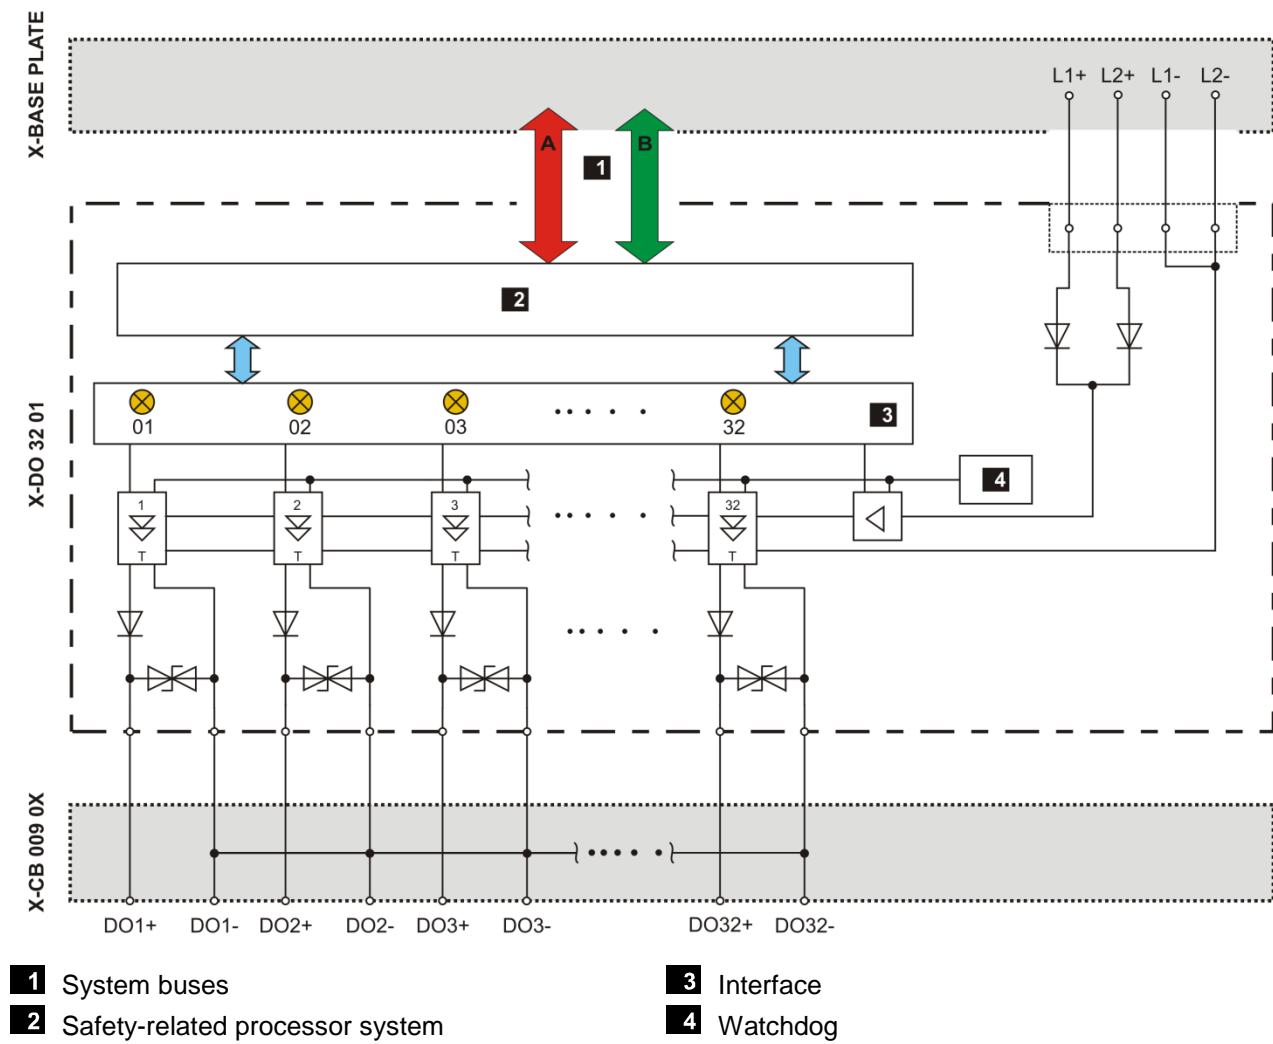 X-BASE PLATE
L1+ L2+ L1- L2-
A B
1
2
X-DO 32 01
01 02 03 32
3
4
1 2 3 32
T T T T
X-CB 009 0X
DO1+ DO1- DO2+ DO2- DO3+ DO3- DO32+ DO32-
1 System buses
2 Safety-related processor system
3 Interface
4 Watchdog